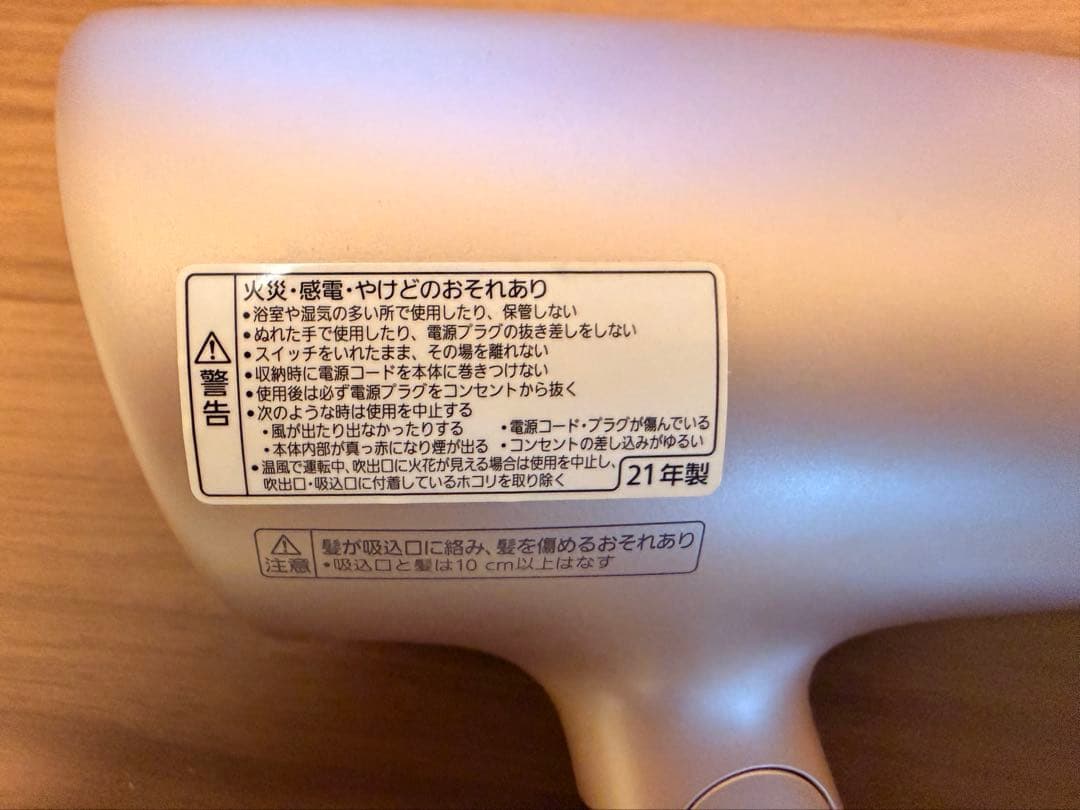 警告
火災・感電・やけどのおそれあり
•浴室や湿気の多い所で使用したり、保管しない
•ぬれた手で使用したり、電源プラグの抜き差しをしない
•スイッチをいれたまま、その場を離れない
•収納時に電源コードを本体に巻きつけない
•使用後は必ず電源プラグをコンセントから抜く
•次のような時は使用を中止する
・風が出たり出なかったりする ・電源コード・プラグが傷んでいる
・本体内部が真っ赤になり煙が出る ・コンセントの差し込みがゆるい
•温風で運転中、吹出口に火花が見える場合は使用を中止し、
吹出口・吸込口に付着しているホコリを取り除く
21年製
注意
髪が吸込口に絡み、髪を傷めるおそれあり
・吸込口と髪は10 cm以上はなす